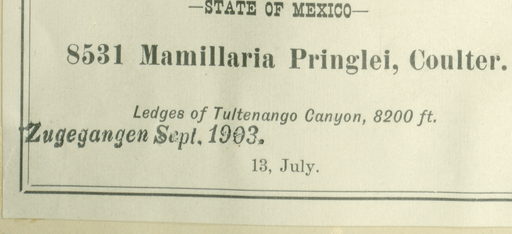 —STATE OF MEXICO—
8531 Mamillaria Pringlei, Coulter.
Ledges of Tultenango Canyon, 8200 ft.
Zugegangen Sept. 1903.
13, July.